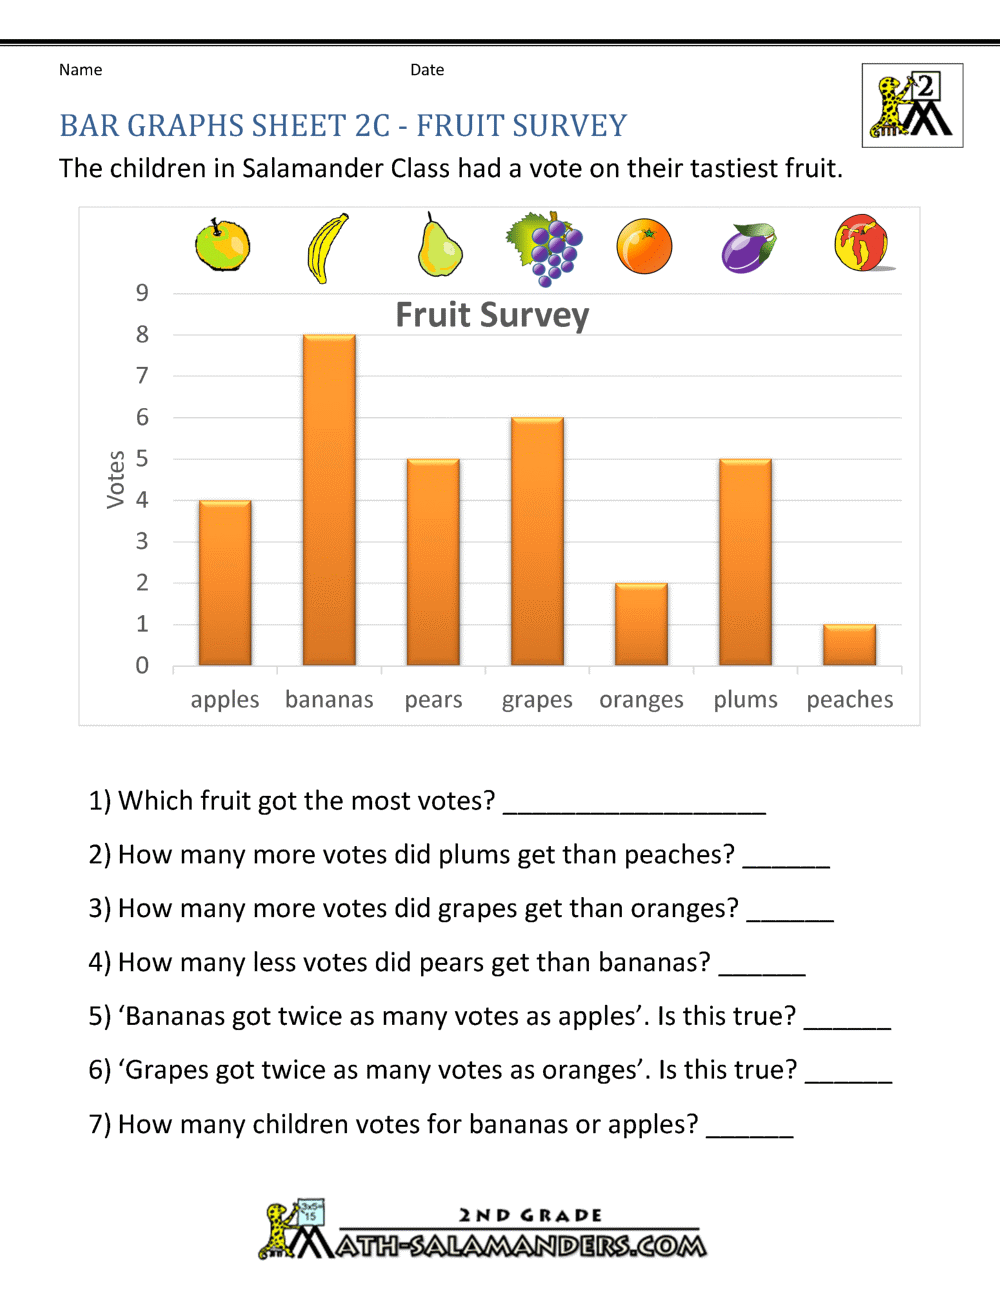 Name Date
2
BAR GRAPHS SHEET 2C - FRUIT SURVEY
The children in Salamander Class had a vote on their tastiest fruit.
Fruit Survey
Votes
9
8
7
6
5
4
3
2
1
0
apples bananas pears grapes oranges plums peaches
1) Which fruit got the most votes? __________________
2) How many more votes did plums get than peaches? ______
3) How many more votes did grapes get than oranges? ______
4) How many less votes did pears get than bananas? ______
5) ‘Bananas got twice as many votes as apples’. Is this true? ______
6) ‘Grapes got twice as many votes as oranges’. Is this true? ______
7) How many children votes for bananas or apples? ______
3x5=
15
2ND GRADE
MATH-SALAMANDERS.COM